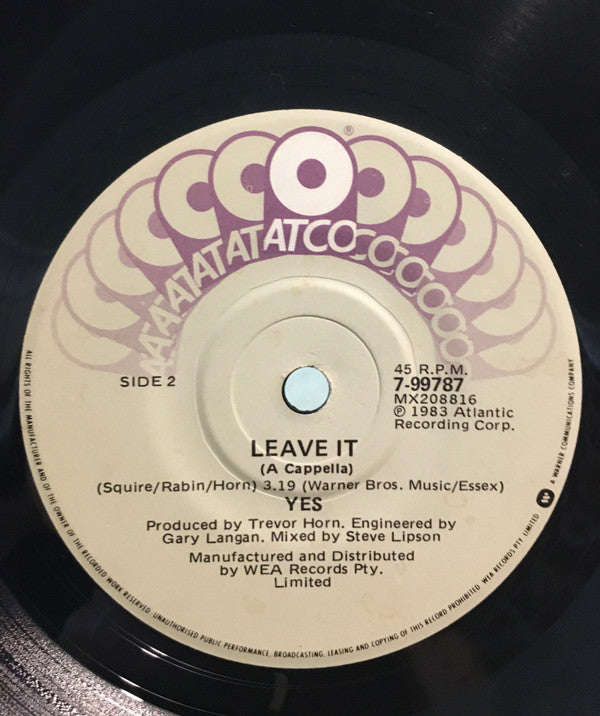 ®
ATATATATATCOCOCOCOCO
SIDE 2
45 R.P.M.
7-99787
MX208816
℗ 1983 Atlantic
Recording Corp.
LEAVE IT
(A Cappella)
(Squire/Rabin/Horn) 3.19 (Warner Bros. Music/Essex)
YES
Produced by Trevor Horn. Engineered by
Gary Langan. Mixed by Steve Lipson
Manufactured and Distributed
by WEA Records Pty.
Limited
ALL RIGHTS OF THE MANUFACTURER AND OF THE OWNER OF THE RECORDED WORK RESERVED. UNAUTHORISED PUBLIC PERFORMANCE, BROADCASTING, LEASING AND COPYING OF THIS RECORD PROHIBITED. WEA RECORDS PTY. LIMITED
A WARNER COMMUNICATIONS COMPANY